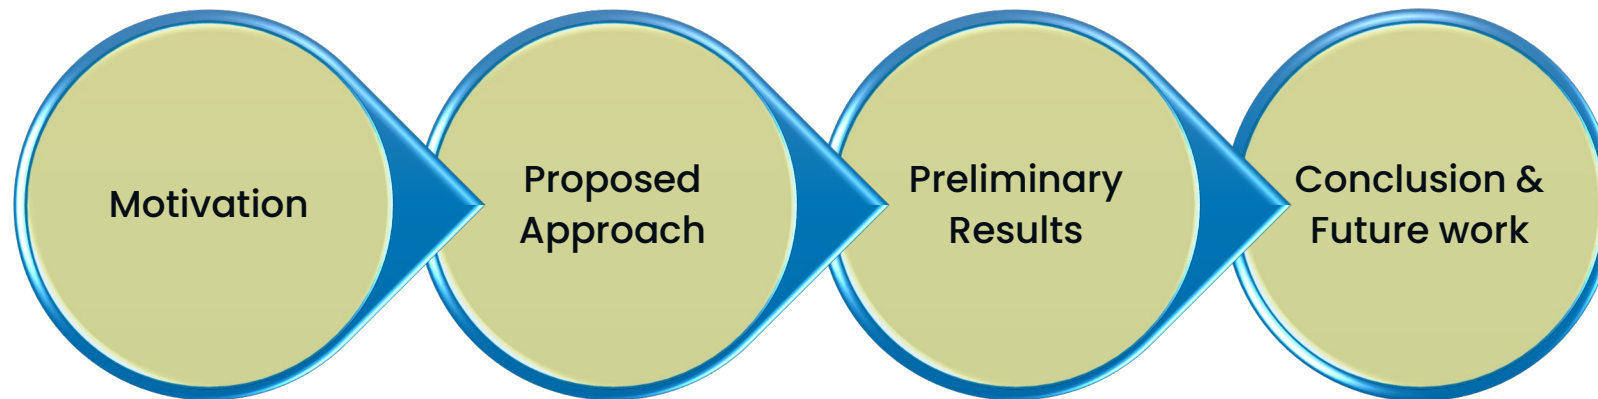 Motivation
Proposed
Approach
Preliminary
Results
Conclusion &
Future work